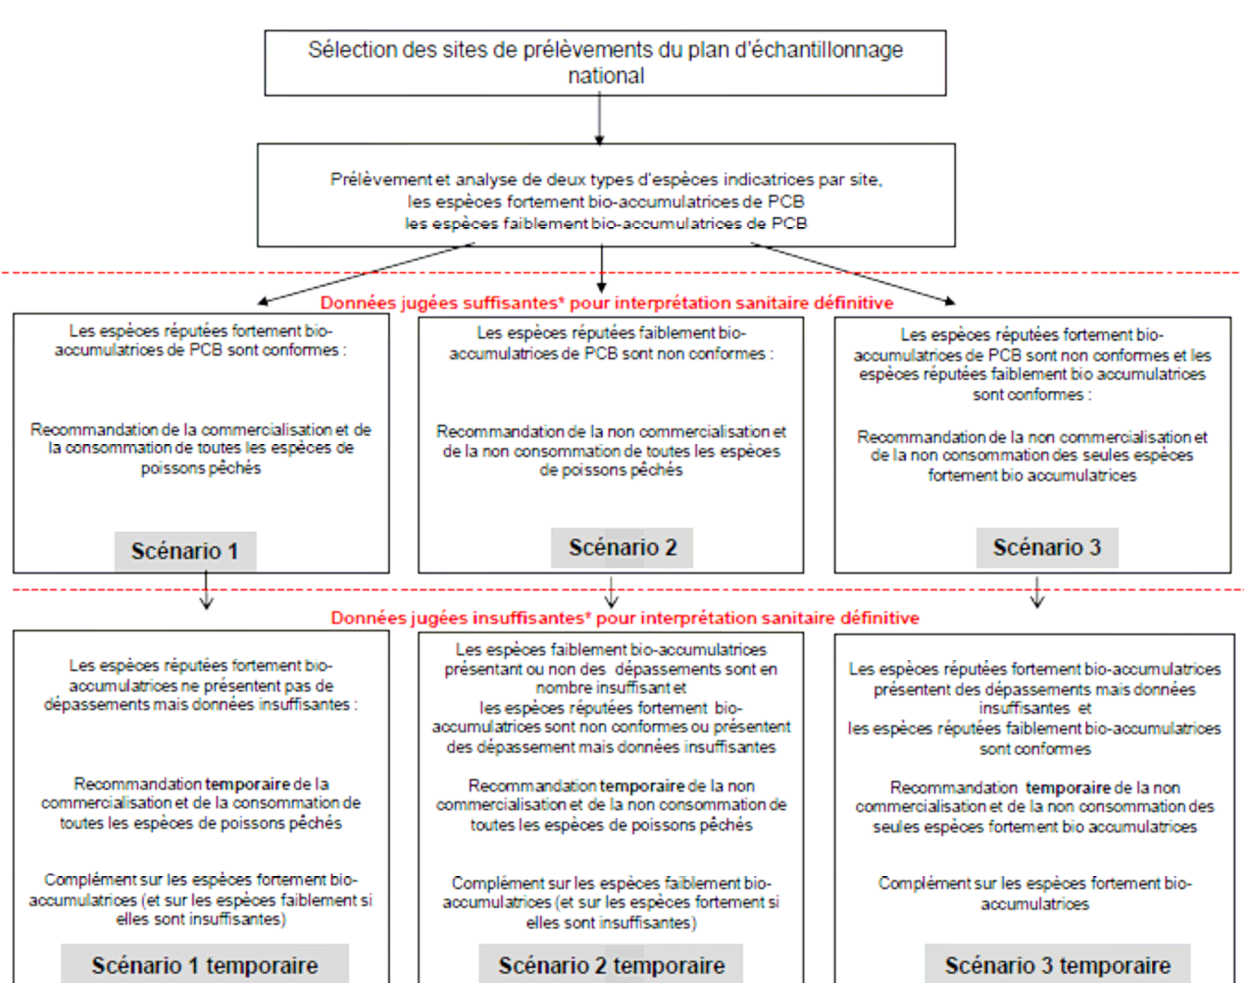 Sélection des sites de prélèvements du plan d'échantillonnage
national
Prélèvement et analyse de deux types d'espèces indicatrices par site,
les espèces fortement bio-accumulatrices de PCB
les espèces faiblement bio-accumulatrices de PCB
Données jugées suffisantes* pour interprétation sanitaire définitive
Les espèces réputées fortement bio-
accumulatrices de PCB sont conformes :
Recommandation de la commercialisation et de
la consommation de toutes les espèces de
poissons pêchés
Scénario 1
Les espèces réputées faiblement bio-
accumulatrices de PCB sont non conformes :
Recommandation de la non commercialisation et
de la non consommation de toutes les espèces
de poissons pêchés
Scénario 2
Les espèces réputées fortement bio-
accumulatrices de PCB sont non conformes et les
espèces réputées faiblement bio accumulatrices
sont conformes :
Recommandation de la non commercialisation et
de la non consommation des seules espèces
fortement bio accumulatrices
Scénario 3
Données jugées insuffisantes* pour interprétation sanitaire définitive
Les espèces réputées fortement bio-
accumulatrices ne présentent pas de
dépassements mais données insuffisantes :
Recommandation temporaire de la
commercialisation et de la consommation de
toutes les espèces de poissons pêchés
Complément sur les espèces fortement bio-
accumulatrices (et sur les espèces faiblement si
elles sont insuffisantes)
Scénario 1 temporaire
Les espèces faiblement bio-accumulatrices
présentant ou non des dépassements sont en
nombre insuffisant et
les espèces réputées fortement bio-
accumulatrices sont non conformes ou présentent
des dépassement mais données insuffisantes
Recommandation temporaire de la non
commercialisation et de la non consommation de
toutes les espèces de poissons pêchés
Complément sur les espèces faiblement bio-
accumulatrices (et sur les espèces fortement si
elles sont insuffisantes)
Scénario 2 temporaire
Les espèces réputées fortement bio-accumulatrices
présentent des dépassements mais données
insuffisantes et
les espèces réputées faiblement bio-accumulatrices
sont conformes
Recommandation temporaire de la non
commercialisation et de la non consommation des
seules espèces fortement bio accumulatrices
Complément sur les espèces fortement bio-
accumulatrices
Scénario 3 temporaire